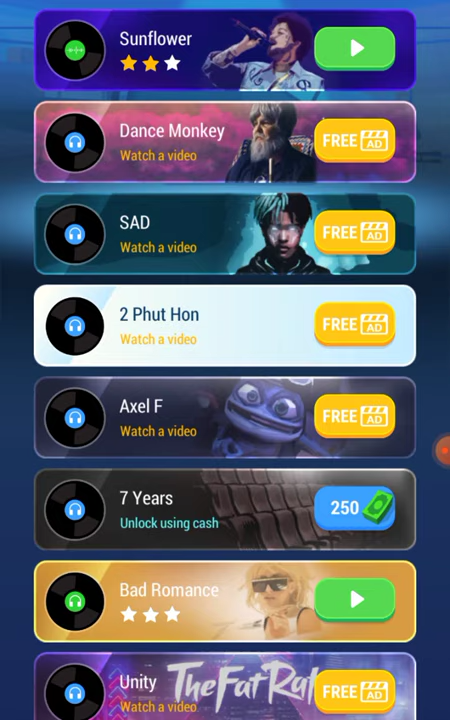 Sunflower
Dance Monkey
Watch a video
FREE AD
SAD
Watch a video
FREE AD
2 Phut Hon
Watch a video
FREE AD
Axel F
Watch a video
FREE AD
7 Years
Unlock using cash
250
Bad Romance
Unity
Watch a video
TheFatRat
FREE AD